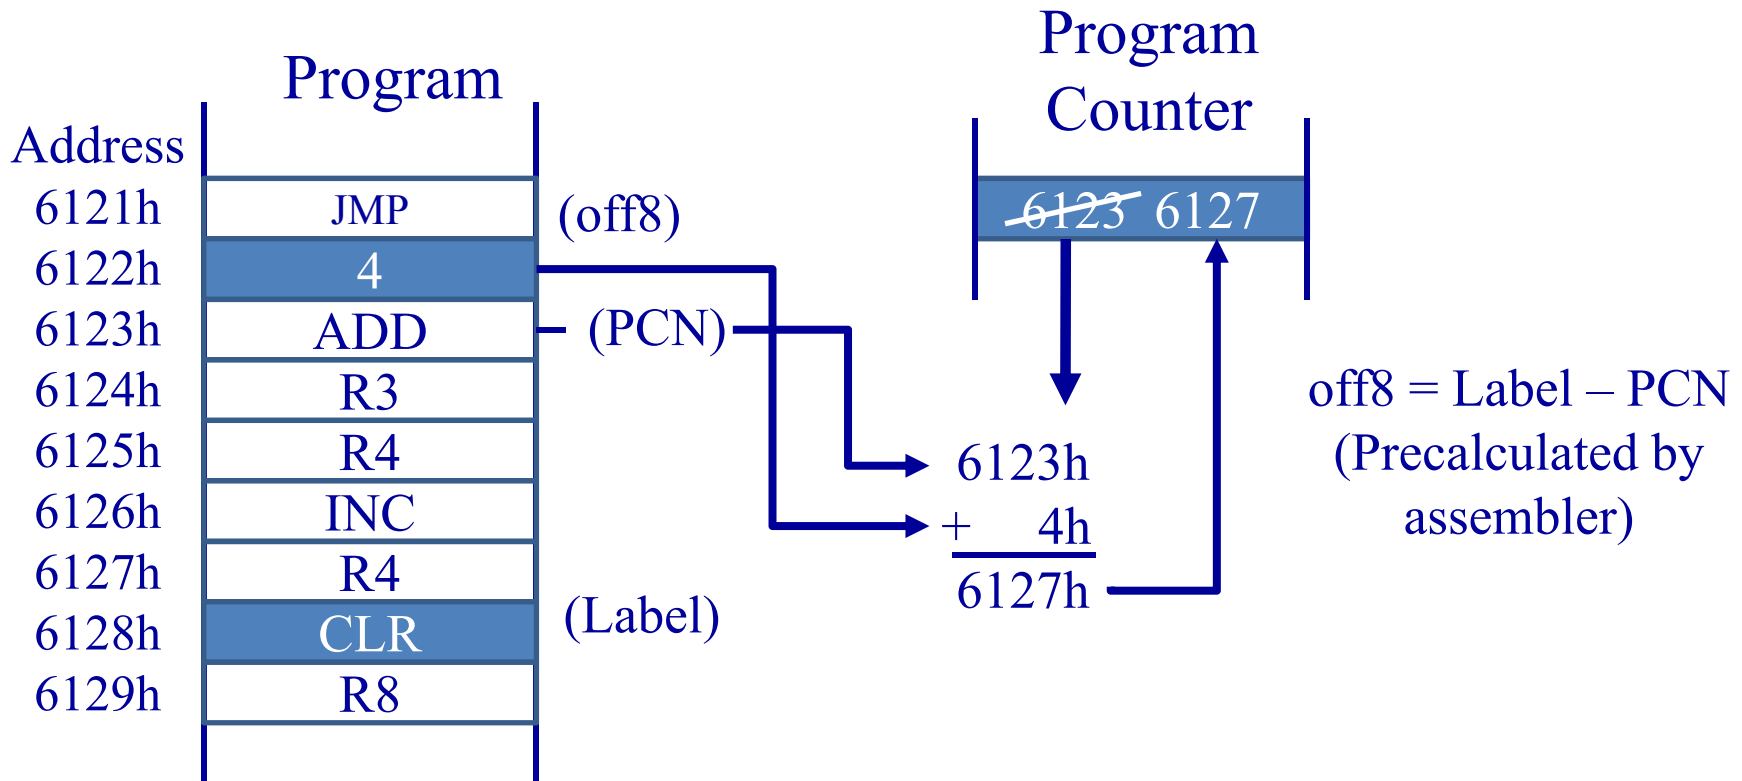 Program
Address
6121h JMP (off8)
6122h 4
6123h ADD (PCN)
6124h R3
6125h R4
6126h INC
6127h R4
6128h CLR (Label)
6129h R8
Program
Counter
6123 6127
6123h
+ 4h
6127h
off8 = Label – PCN
(Precalculated by
assembler)